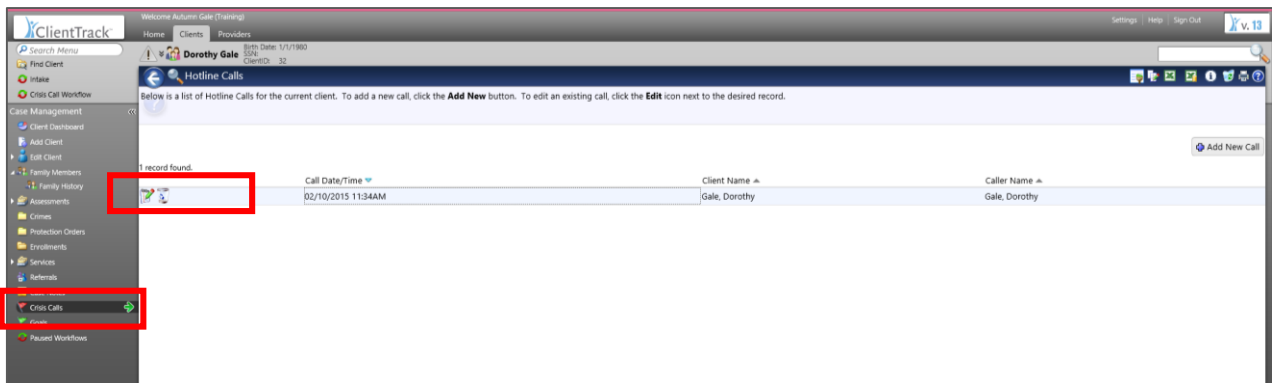 Welcome Autumn Gale (Training)
Settings | Help | Sign Out
v. 13
ClientTrack
Home Clients Providers
Search Menu
Dorothy Gale
Birth Date: 1/1/1980
SSN:
ClientID: 32
Find Client
Intake
Crisis Call Workflow
Case Management
Client Dashboard
Add Client
Edit Client
Family Members
Family History
Assessments
Crimes
Protection Orders
Enrollments
Services
Referrals
Case Notes
Crisis Calls
Goals
Paused Workflows
Hotline Calls
Below is a list of Hotline Calls for the current client. To add a new call, click the Add New button. To edit an existing call, click the Edit icon next to the desired record.
Add New Call
1 record found.
Call Date/Time Client Name Caller Name
02/10/2015 11:34AM Gale, Dorothy Gale, Dorothy